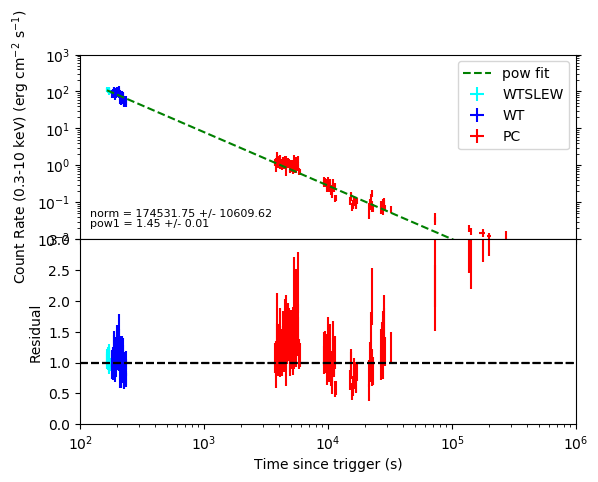 10³
10²
10¹
10⁰
10⁻¹
10⁻²
Count Rate (0.3-10 keV) (erg cm⁻² s⁻¹)
pow fit
WTSLEW
WT
PC
norm = 174531.75 +/- 10609.62
pow1 = 1.45 +/- 0.01
3.0
2.5
2.0
1.5
1.0
0.5
0.0
Residual
10² 10³ 10⁴ 10⁵ 10⁶
Time since trigger (s)